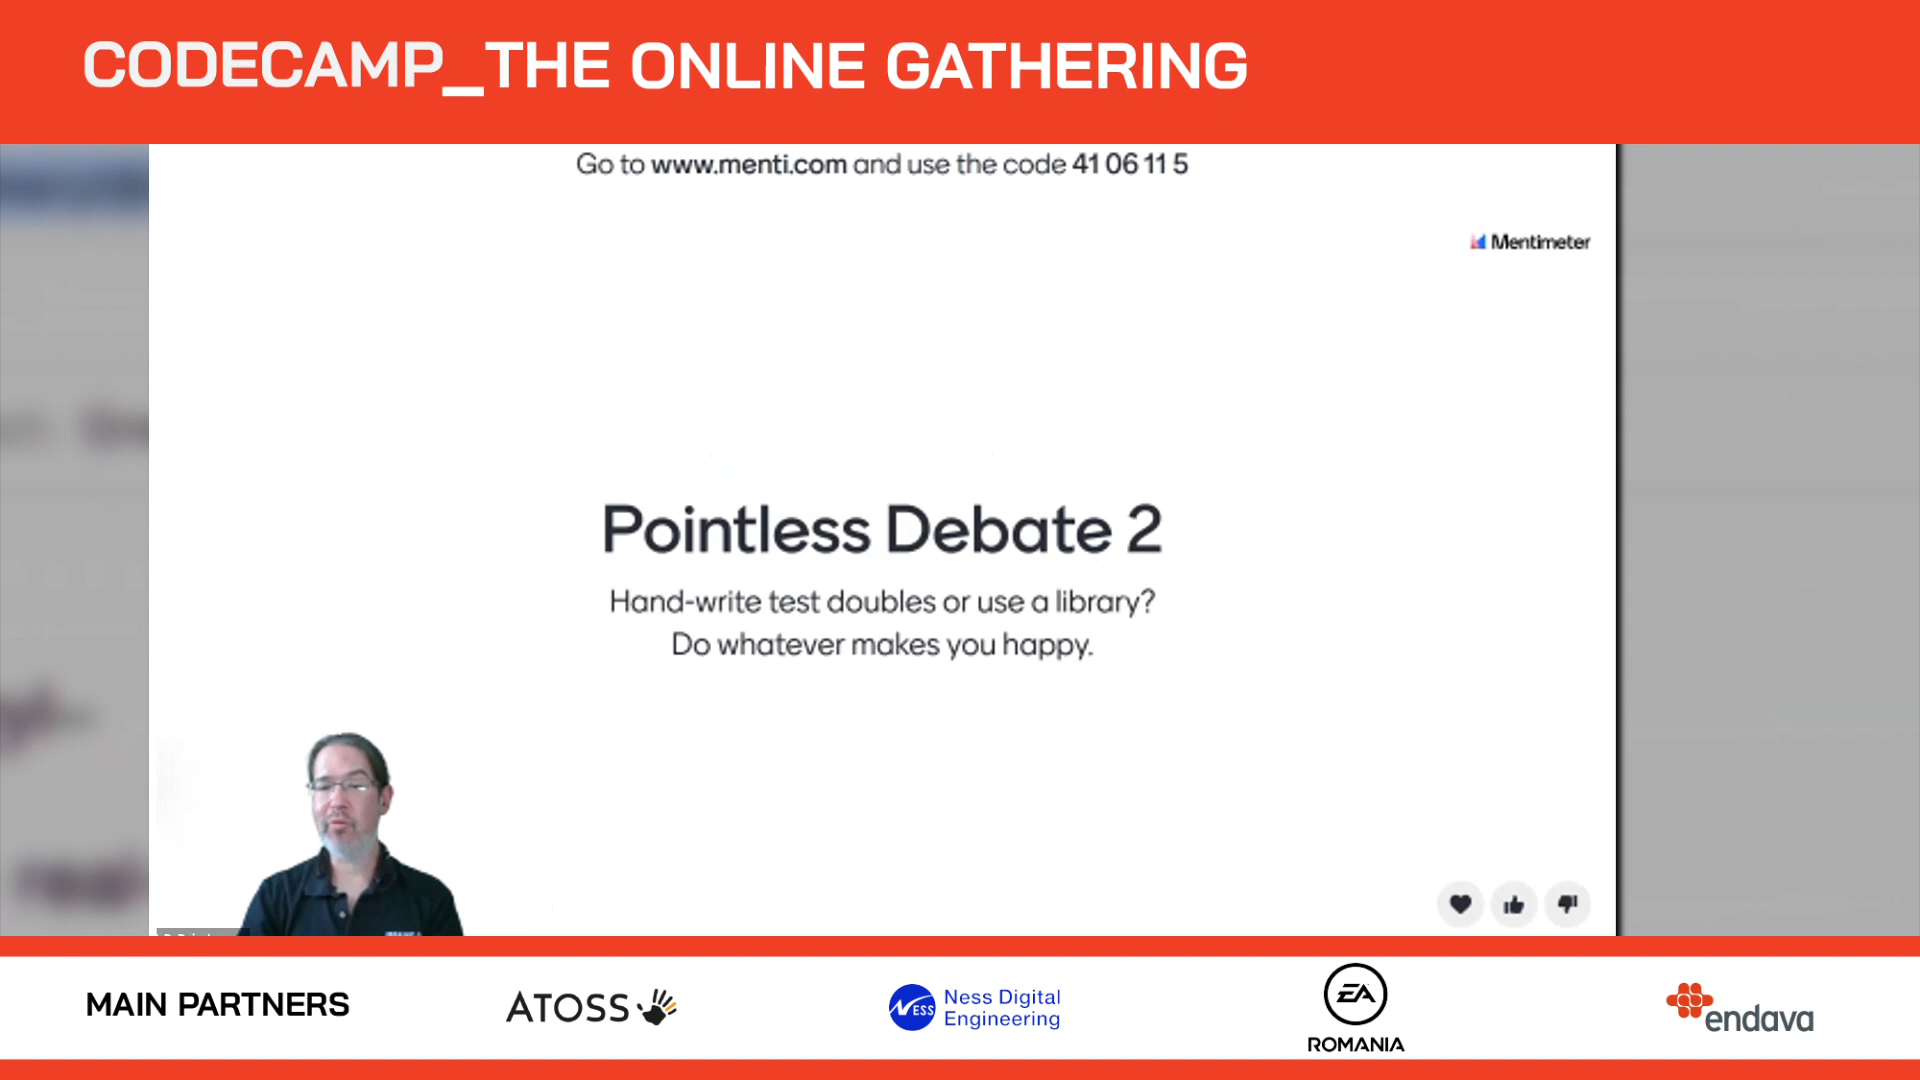 CODECAMP_THE ONLINE GATHERING
Go to www.menti.com and use the code 41 06 11 5
Mentimeter
Pointless Debate 2
Hand-write test doubles or use a library?
Do whatever makes you happy.
MAIN PARTNERS
ATOSS
NESS
Ness Digital
Engineering
EA
ROMANIA
endava